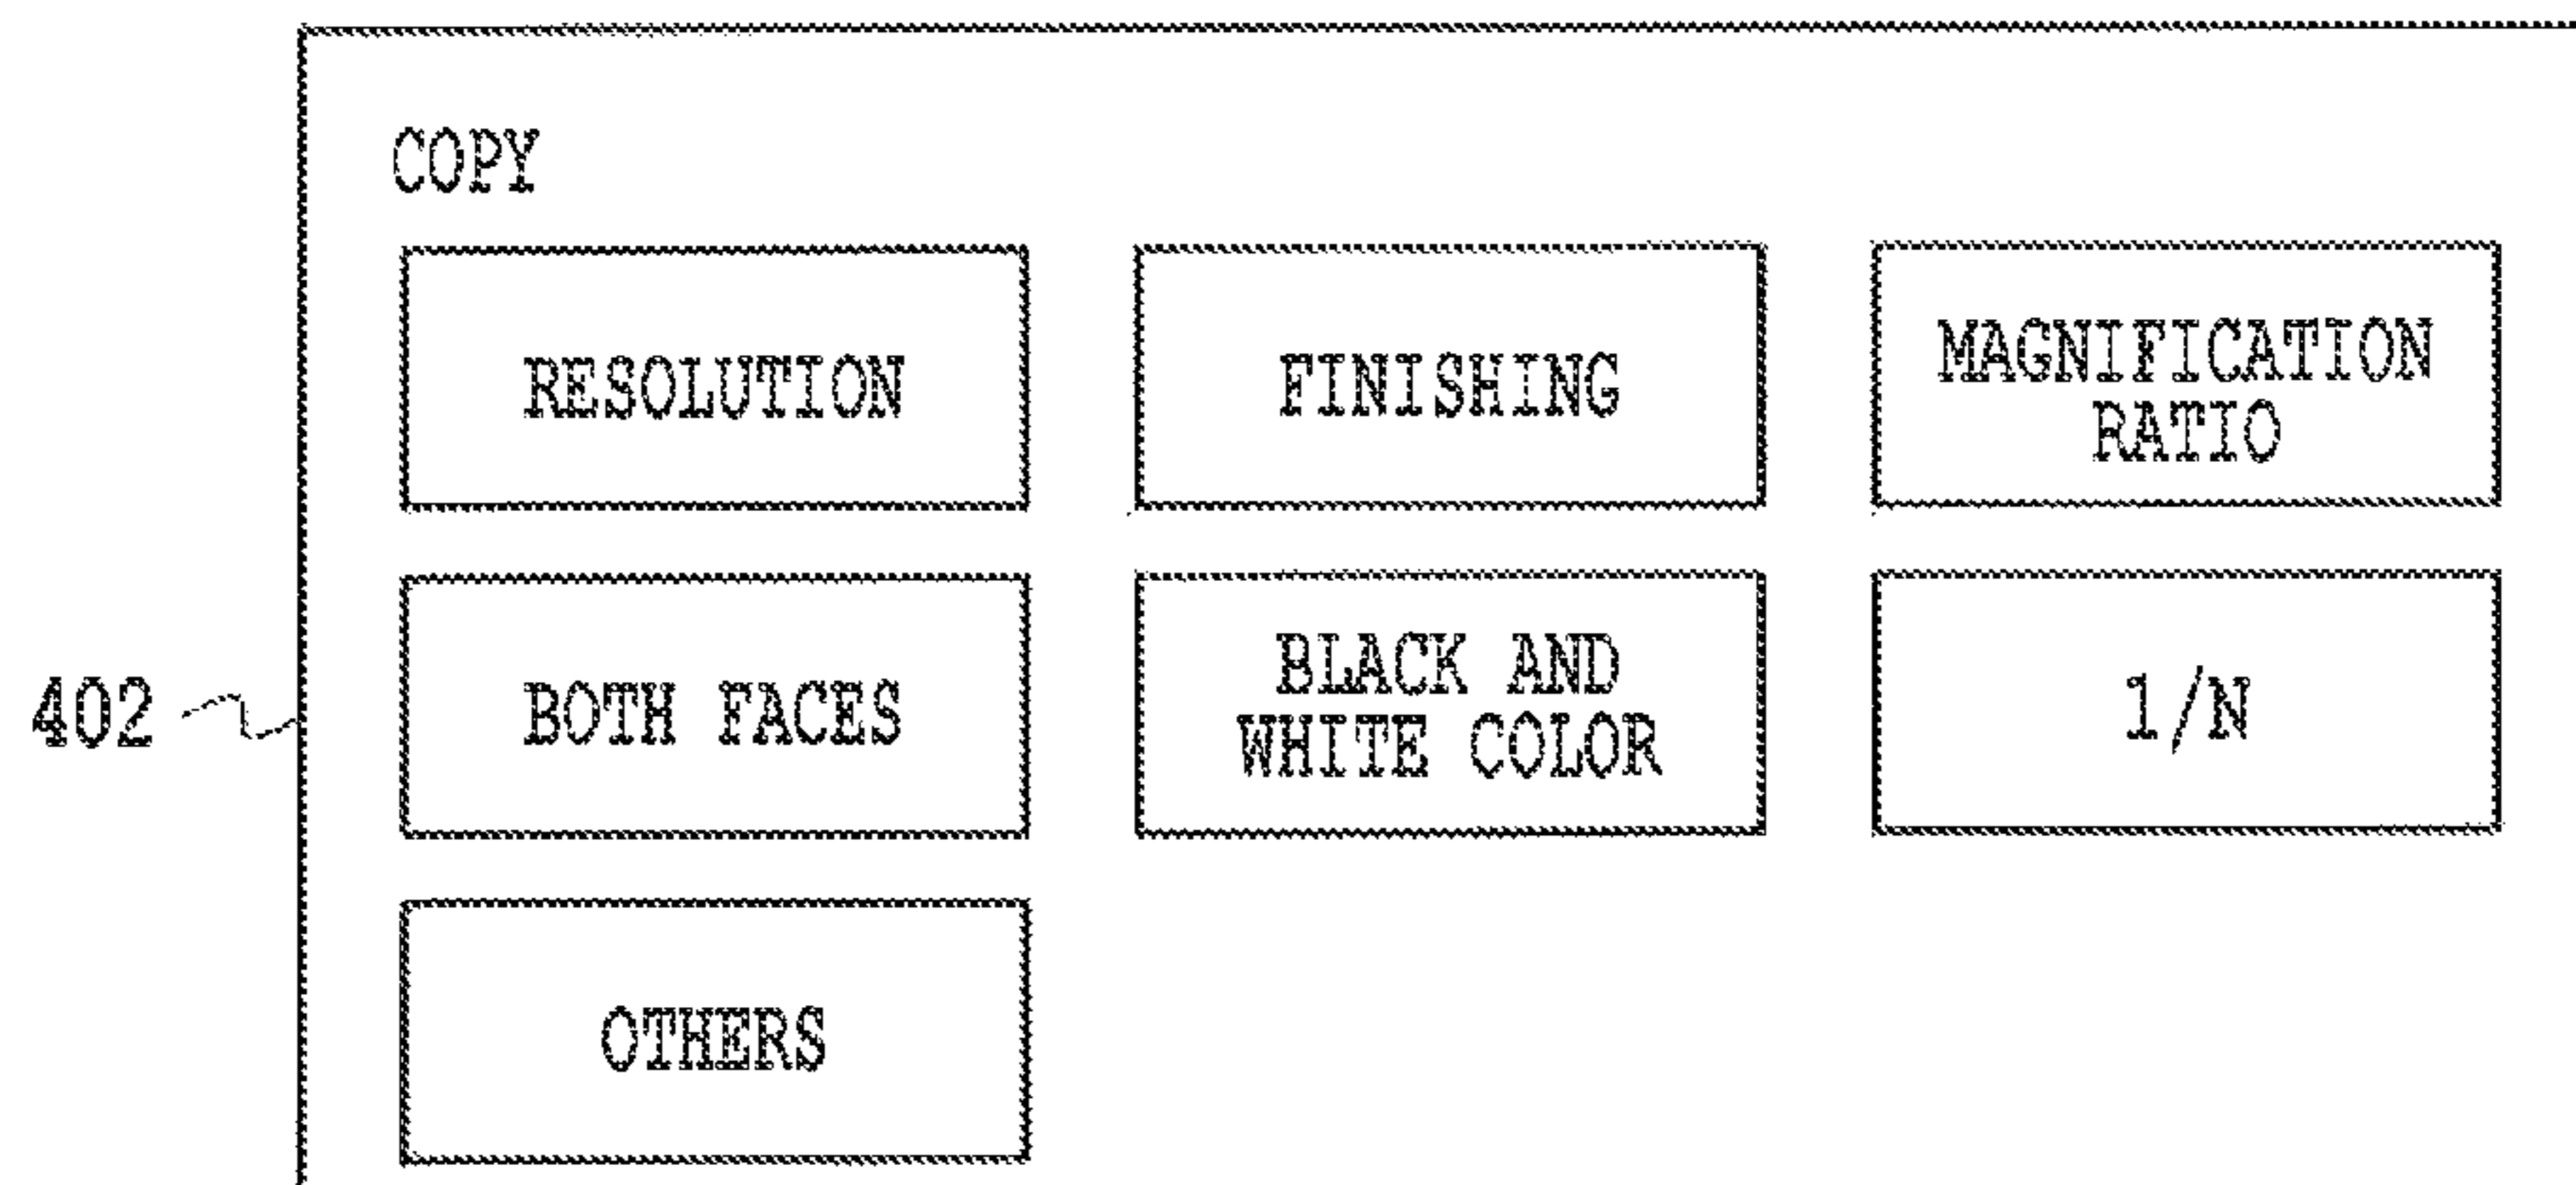 COPY
RESOLUTION
FINISHING
MAGNIFICATION
RATIO
402
BOTH FACES
BLACK AND
WHITE COLOR
1/N
OTHERS